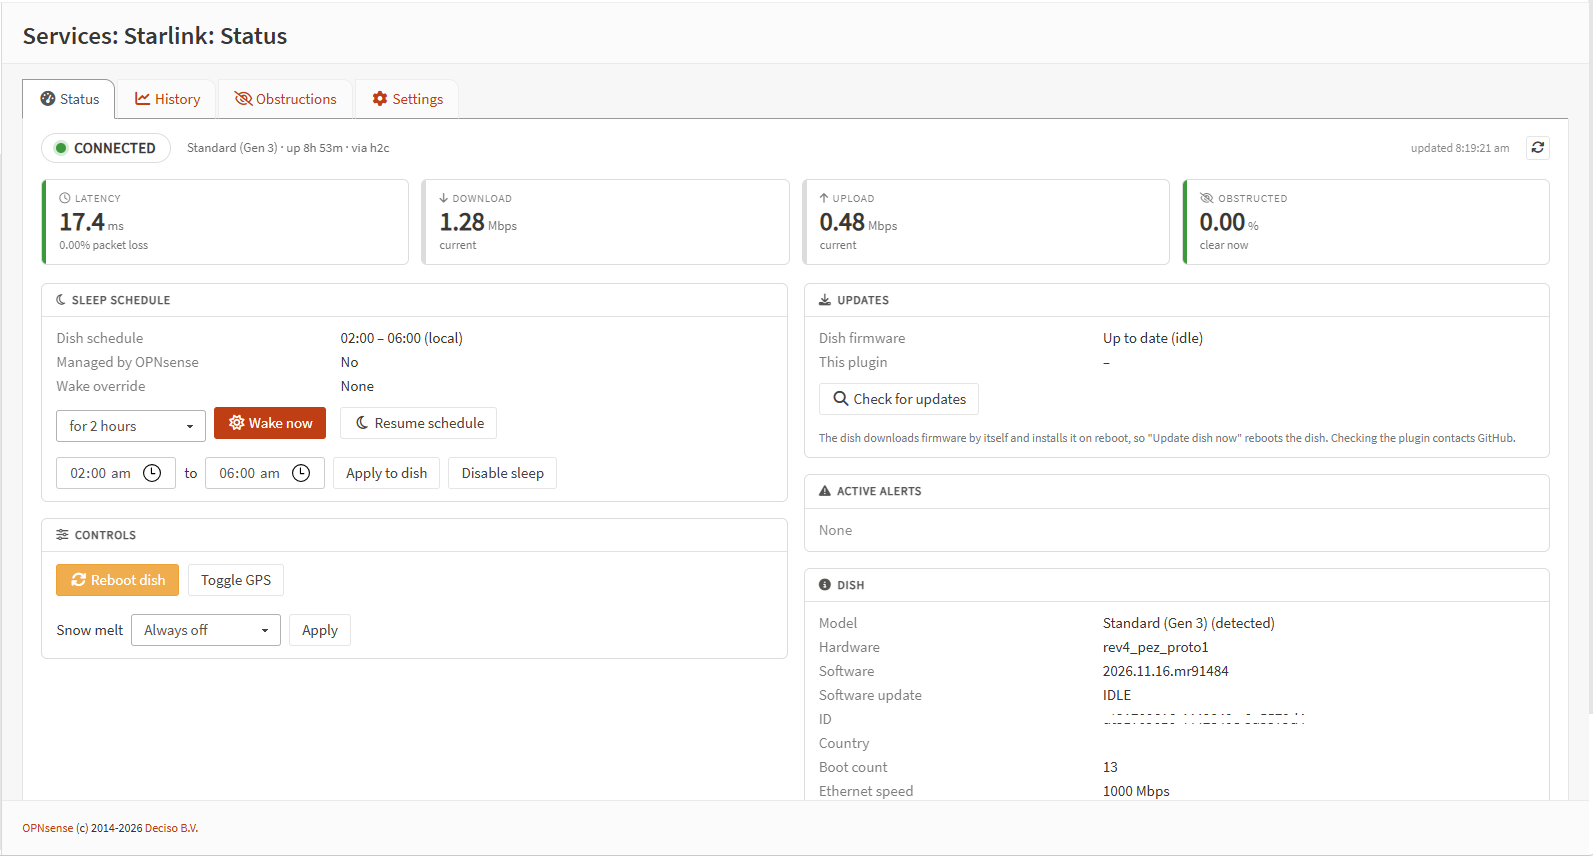 Services: Starlink: Status
Status
History
Obstructions
Settings
CONNECTED
Standard (Gen 3) · up 8h 53m · via h2c
updated 8:19:21 am
LATENCY
17.4 ms
0.00% packet loss
DOWNLOAD
1.28 Mbps
current
UPLOAD
0.48 Mbps
current
OBSTRUCTED
0.00 %
clear now
SLEEP SCHEDULE
Dish schedule 02:00 – 06:00 (local)
Managed by OPNsense No
Wake override None
for 2 hours Wake now Resume schedule
02:00 am to 06:00 am Apply to dish Disable sleep
CONTROLS
Reboot dish Toggle GPS
Snow melt Always off Apply
UPDATES
Dish firmware Up to date (idle)
This plugin –
Check for updates
The dish downloads firmware by itself and installs it on reboot, so "Update dish now" reboots the dish. Checking the plugin contacts GitHub.
ACTIVE ALERTS
None
DISH
Model Standard (Gen 3) (detected)
Hardware rev4_pez_proto1
Software 2026.11.16.mr91484
Software update IDLE
ID
Country
Boot count 13
Ethernet speed 1000 Mbps
OPNsense (c) 2014-2026 Deciso B.V.